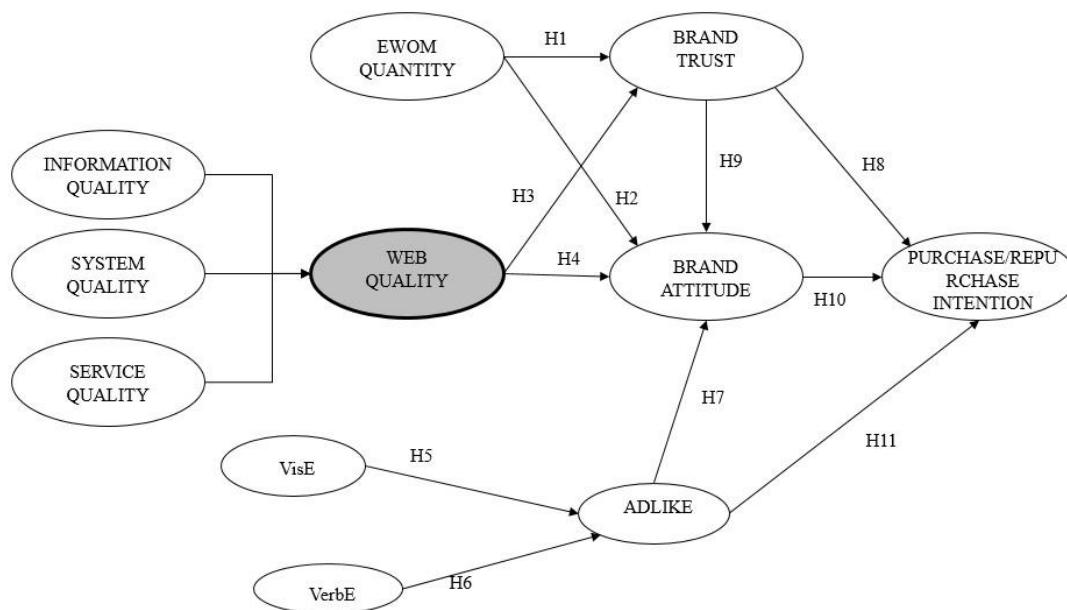 EWOM
QUANTITY
H1
BRAND
TRUST
INFORMATION
QUALITY
H3
H2
H9
H8
SYSTEM
QUALITY
WEB
QUALITY
H4
BRAND
ATTITUDE
H10
PURCHASE/REPU
RCHASE
INTENTION
SERVICE
QUALITY
H7
H11
VisE
H5
ADLIKE
VerbE
H6